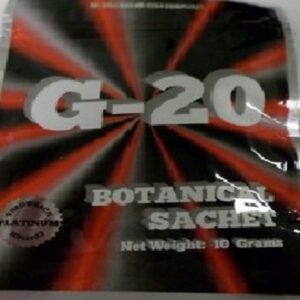 G-20
BOTANICAL
SACHET
Net Weight: 10 Grams
PLATINUM